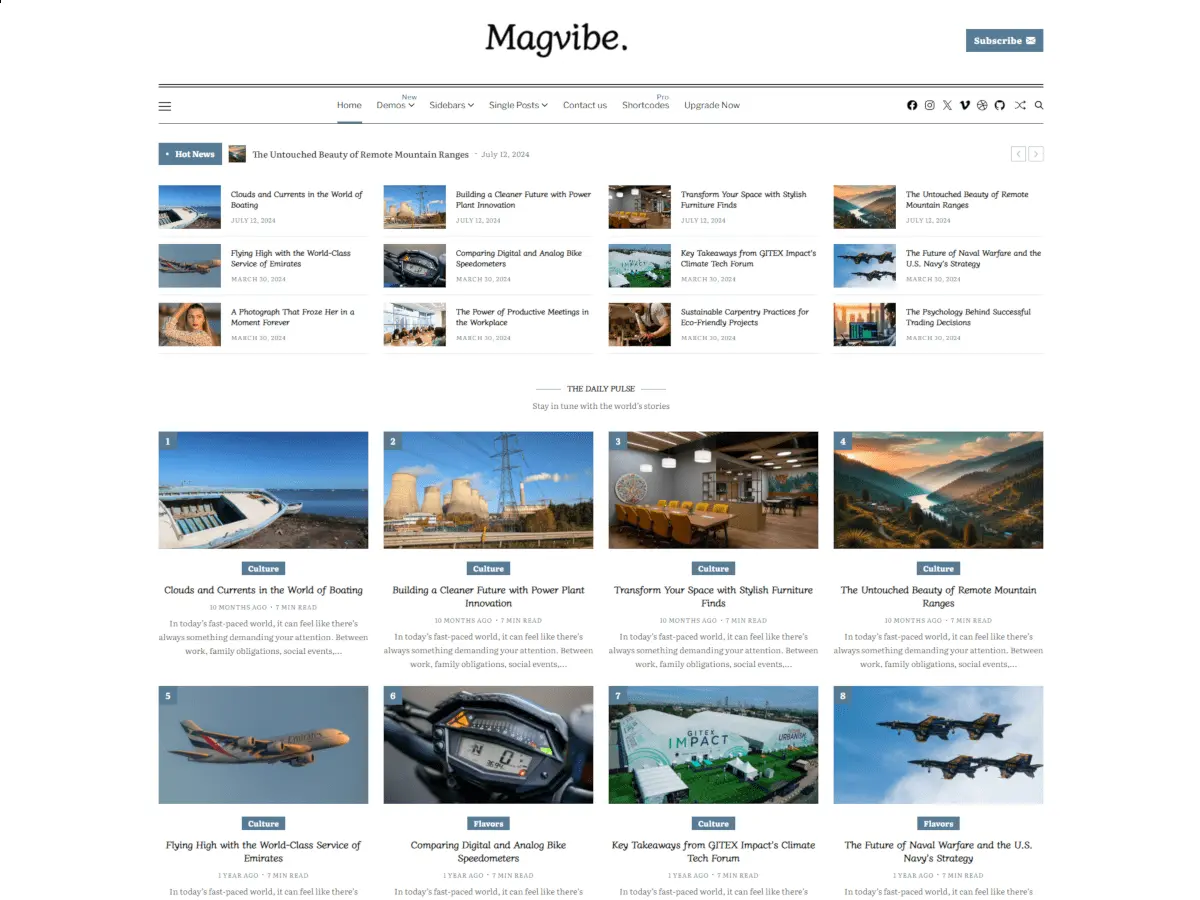 Magvibe.
Subscribe
New
Pro
Home Demos Sidebars Single Posts Contact us Shortcodes Upgrade Now
Hot News The Untouched Beauty of Remote Mountain Ranges - July 12, 2024
Clouds and Currents in the World of
Boating
JULY 12, 2024
Building a Cleaner Future with Power
Plant Innovation
JULY 12, 2024
Transform Your Space with Stylish
Furniture Finds
JULY 12, 2024
The Untouched Beauty of Remote
Mountain Ranges
JULY 12, 2024
Flying High with the World-Class
Service of Emirates
MARCH 30, 2024
Comparing Digital and Analog Bike
Speedometers
MARCH 30, 2024
Key Takeaways from GITEX Impact's
Climate Tech Forum
MARCH 30, 2024
The Future of Naval Warfare and the
U.S. Navy's Strategy
MARCH 30, 2024
A Photograph That Froze Her in a
Moment Forever
MARCH 30, 2024
The Power of Productive Meetings in
the Workplace
MARCH 30, 2024
Sustainable Carpentry Practices for
Eco-Friendly Projects
MARCH 30, 2024
The Psychology Behind Successful
Trading Decisions
MARCH 30, 2024
THE DAILY PULSE
Stay in tune with the world's stories
1
Culture
Clouds and Currents in the World of Boating
10 MONTHS AGO • 7 MIN READ
In today's fast-paced world, it can feel like there's
always something demanding your attention. Between
work, family obligations, social events,...
2
Culture
Building a Cleaner Future with Power Plant
Innovation
10 MONTHS AGO • 7 MIN READ
In today's fast-paced world, it can feel like there's
always something demanding your attention. Between
work, family obligations, social events,...
3
Culture
Transform Your Space with Stylish Furniture
Finds
10 MONTHS AGO • 7 MIN READ
In today's fast-paced world, it can feel like there's
always something demanding your attention. Between
work, family obligations, social events,...
4
Culture
The Untouched Beauty of Remote Mountain
Ranges
10 MONTHS AGO • 7 MIN READ
In today's fast-paced world, it can feel like there's
always something demanding your attention. Between
work, family obligations, social events,...
5
Emirates
Culture
Flying High with the World-Class Service of
Emirates
1 YEAR AGO • 7 MIN READ
In today's fast-paced world, it can feel like there's
6
N 0
Flavors
Comparing Digital and Analog Bike
Speedometers
1 YEAR AGO • 7 MIN READ
In today's fast-paced world, it can feel like there's
7
GITEX
IMPACT
URBANISH
Culture
Key Takeaways from GITEX Impact's Climate
Tech Forum
1 YEAR AGO • 7 MIN READ
In today's fast-paced world, it can feel like there's
8
Flavors
The Future of Naval Warfare and the U.S.
Navy's Strategy
1 YEAR AGO • 7 MIN READ
In today's fast-paced world, it can feel like there's